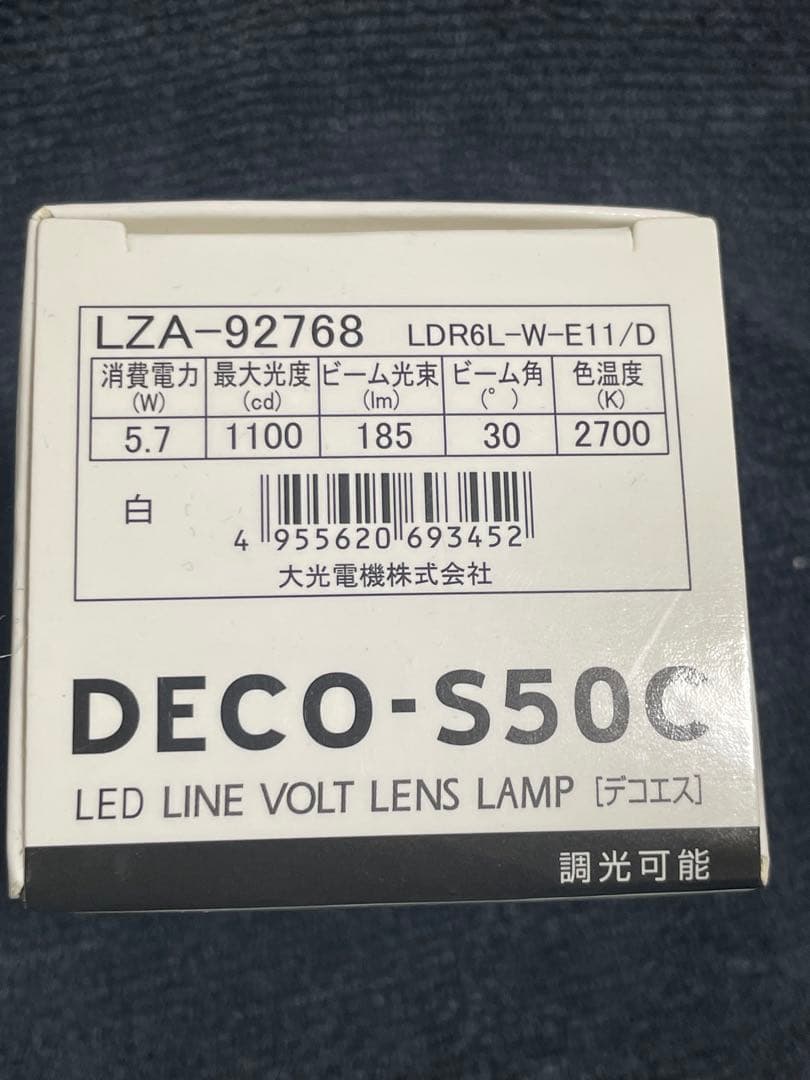 LZA-92768 LDR6L-W-E11/D
消費電力 最大光度 ビーム光束 ビーム角 色温度
(W) (cd) (lm) (°) (K)
5.7 1100 185 30 2700
白
4 955620 693452
大光電機株式会社
DECO-S50C
LED LINE VOLT LENS LAMP [デコエス]
調光可能